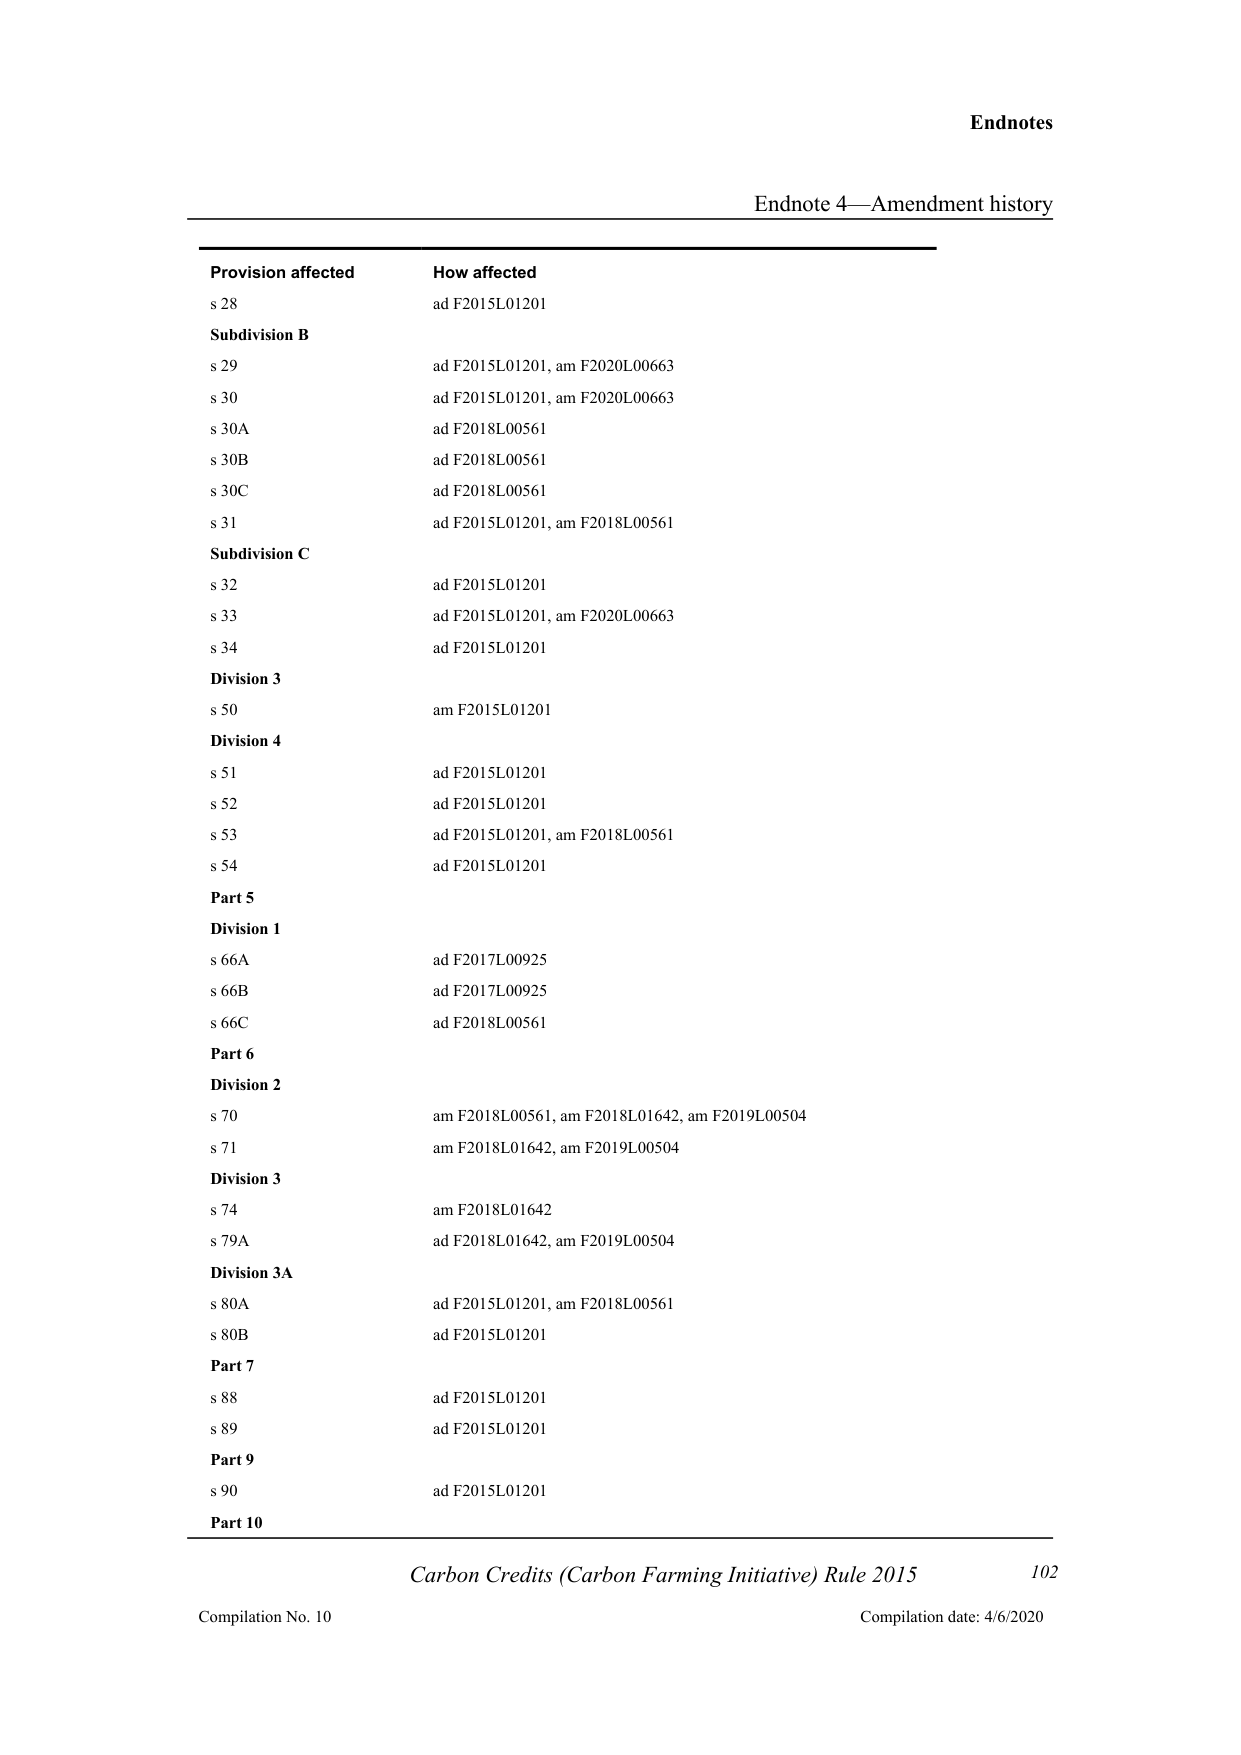 Endnotes
Endnote 4—Amendment history
Provision affected How affected
s 28 ad F2015L01201
Subdivision B
s 29 ad F2015L01201, am F2020L00663
s 30 ad F2015L01201, am F2020L00663
s 30A ad F2018L00561
s 30B ad F2018L00561
s 30C ad F2018L00561
s 31 ad F2015L01201, am F2018L00561
Subdivision C
s 32 ad F2015L01201
s 33 ad F2015L01201, am F2020L00663
s 34 ad F2015L01201
Division 3
s 50 am F2015L01201
Division 4
s 51 ad F2015L01201
s 52 ad F2015L01201
s 53 ad F2015L01201, am F2018L00561
s 54 ad F2015L01201
Part 5
Division 1
s 66A ad F2017L00925
s 66B ad F2017L00925
s 66C ad F2018L00561
Part 6
Division 2
s 70 am F2018L00561, am F2018L01642, am F2019L00504
s 71 am F2018L01642, am F2019L00504
Division 3
s 74 am F2018L01642
s 79A ad F2018L01642, am F2019L00504
Division 3A
s 80A ad F2015L01201, am F2018L00561
s 80B ad F2015L01201
Part 7
s 88 ad F2015L01201
s 89 ad F2015L01201
Part 9
s 90 ad F2015L01201
Part 10
Carbon Credits (Carbon Farming Initiative) Rule 2015 102
Compilation No. 10 Compilation date: 4/6/2020